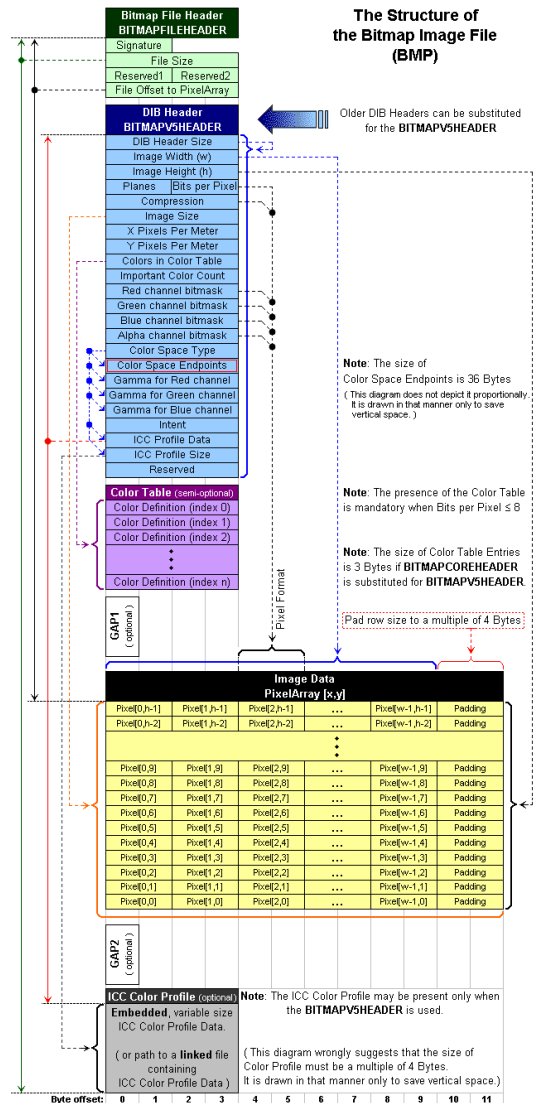 Bitmap File Header
BITMAPFILEHEADER
Signature
File Size
Reserved1 Reserved2
File Offset to PixelArray
The Structure of
the Bitmap Image File
(BMP)
DIB Header
BITMAPV5HEADER
Older DIB Headers can be substituted
for the BITMAPV5HEADER
DIB Header Size
Image Width (w)
Image Height (h)
Planes Bits per Pixel
Compression
Image Size
X Pixels Per Meter
Y Pixels Per Meter
Colors in Color Table
Important Color Count
Red channel bitmask
Green channel bitmask
Blue channel bitmask
Alpha channel bitmask
Color Space Type
Color Space Endpoints
Gamma for Red channel
Gamma for Green channel
Gamma for Blue channel
Intent
ICC Profile Data
ICC Profile Size
Reserved
Note: The size of
Color Space Endpoints is 36 Bytes
( This diagram does not depict it proportionally.
It is drawn in that manner only to save
vertical space. )
Color Table (semi-optional)
Color Definition (index 0)
Color Definition (index 1)
Color Definition (index 2)
Color Definition (index n)
Note: The presence of the Color Table
is mandatory when Bits per Pixel ≤ 8
Note: The size of Color Table Entries
is 3 Bytes if BITMAPCOREHEADER
is substituted for BITMAPV5HEADER.
GAP1
( optional )
Pixel Format
Pad row size to a multiple of 4 Bytes
Image Data
PixelArray [x,y]
Pixel[0,h-1] Pixel[1,h-1] Pixel[2,h-1] ... Pixel[w-1,h-1] Padding
Pixel[0,h-2] Pixel[1,h-2] Pixel[2,h-2] ... Pixel[w-1,h-2] Padding
Pixel[0,9] Pixel[1,9] Pixel[2,9] ... Pixel[w-1,9] Padding
Pixel[0,8] Pixel[1,8] Pixel[2,8] ... Pixel[w-1,8] Padding
Pixel[0,7] Pixel[1,7] Pixel[2,7] ... Pixel[w-1,7] Padding
Pixel[0,6] Pixel[1,6] Pixel[2,6] ... Pixel[w-1,6] Padding
Pixel[0,5] Pixel[1,5] Pixel[2,5] ... Pixel[w-1,5] Padding
Pixel[0,4] Pixel[1,4] Pixel[2,4] ... Pixel[w-1,4] Padding
Pixel[0,3] Pixel[1,3] Pixel[2,3] ... Pixel[w-1,3] Padding
Pixel[0,2] Pixel[1,2] Pixel[2,2] ... Pixel[w-1,2] Padding
Pixel[0,1] Pixel[1,1] Pixel[2,1] ... Pixel[w-1,1] Padding
Pixel[0,0] Pixel[1,0] Pixel[2,0] ... Pixel[w-1,0] Padding
GAP2
( optional )
ICC Color Profile (optional)
Embedded, variable size
ICC Color Profile Data.
( or path to a linked file
containing
ICC Color Profile Data )
Note: The ICC Color Profile may be present only when
the BITMAPV5HEADER is used.
( This diagram wrongly suggests that the size of
Color Profile must be a multiple of 4 Bytes.
It is drawn in that manner only to save vertical space.)
Byte offset: 0 1 2 3 4 5 6 7 8 9 10 11